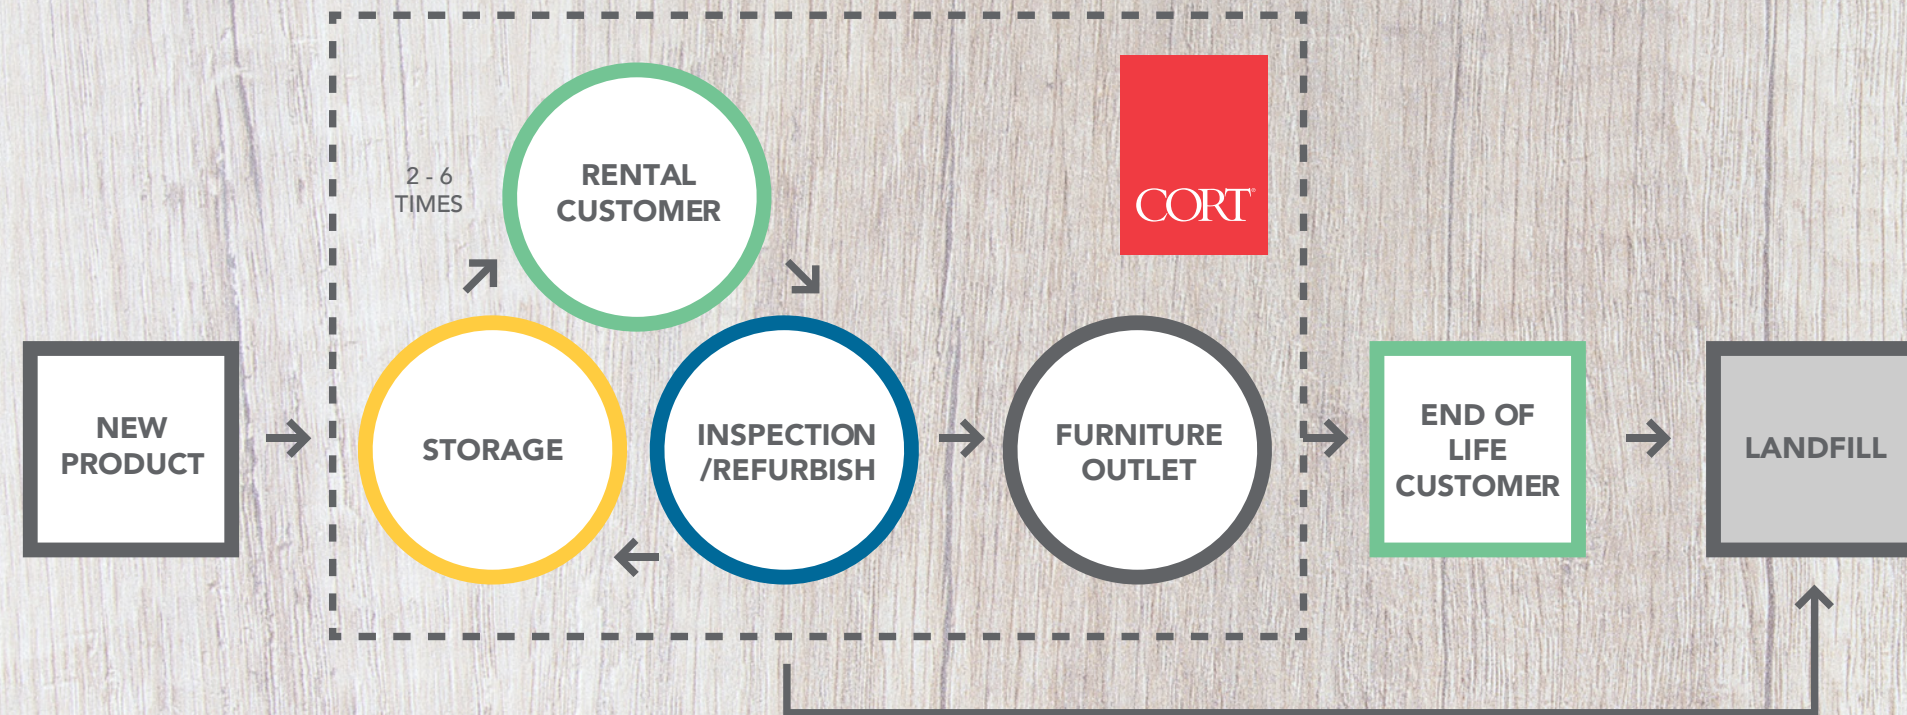 2 - 6
TIMES
RENTAL
CUSTOMER
CORT®
NEW
PRODUCT
STORAGE
INSPECTION
/REFURBISH
FURNITURE
OUTLET
END OF
LIFE
CUSTOMER
LANDFILL